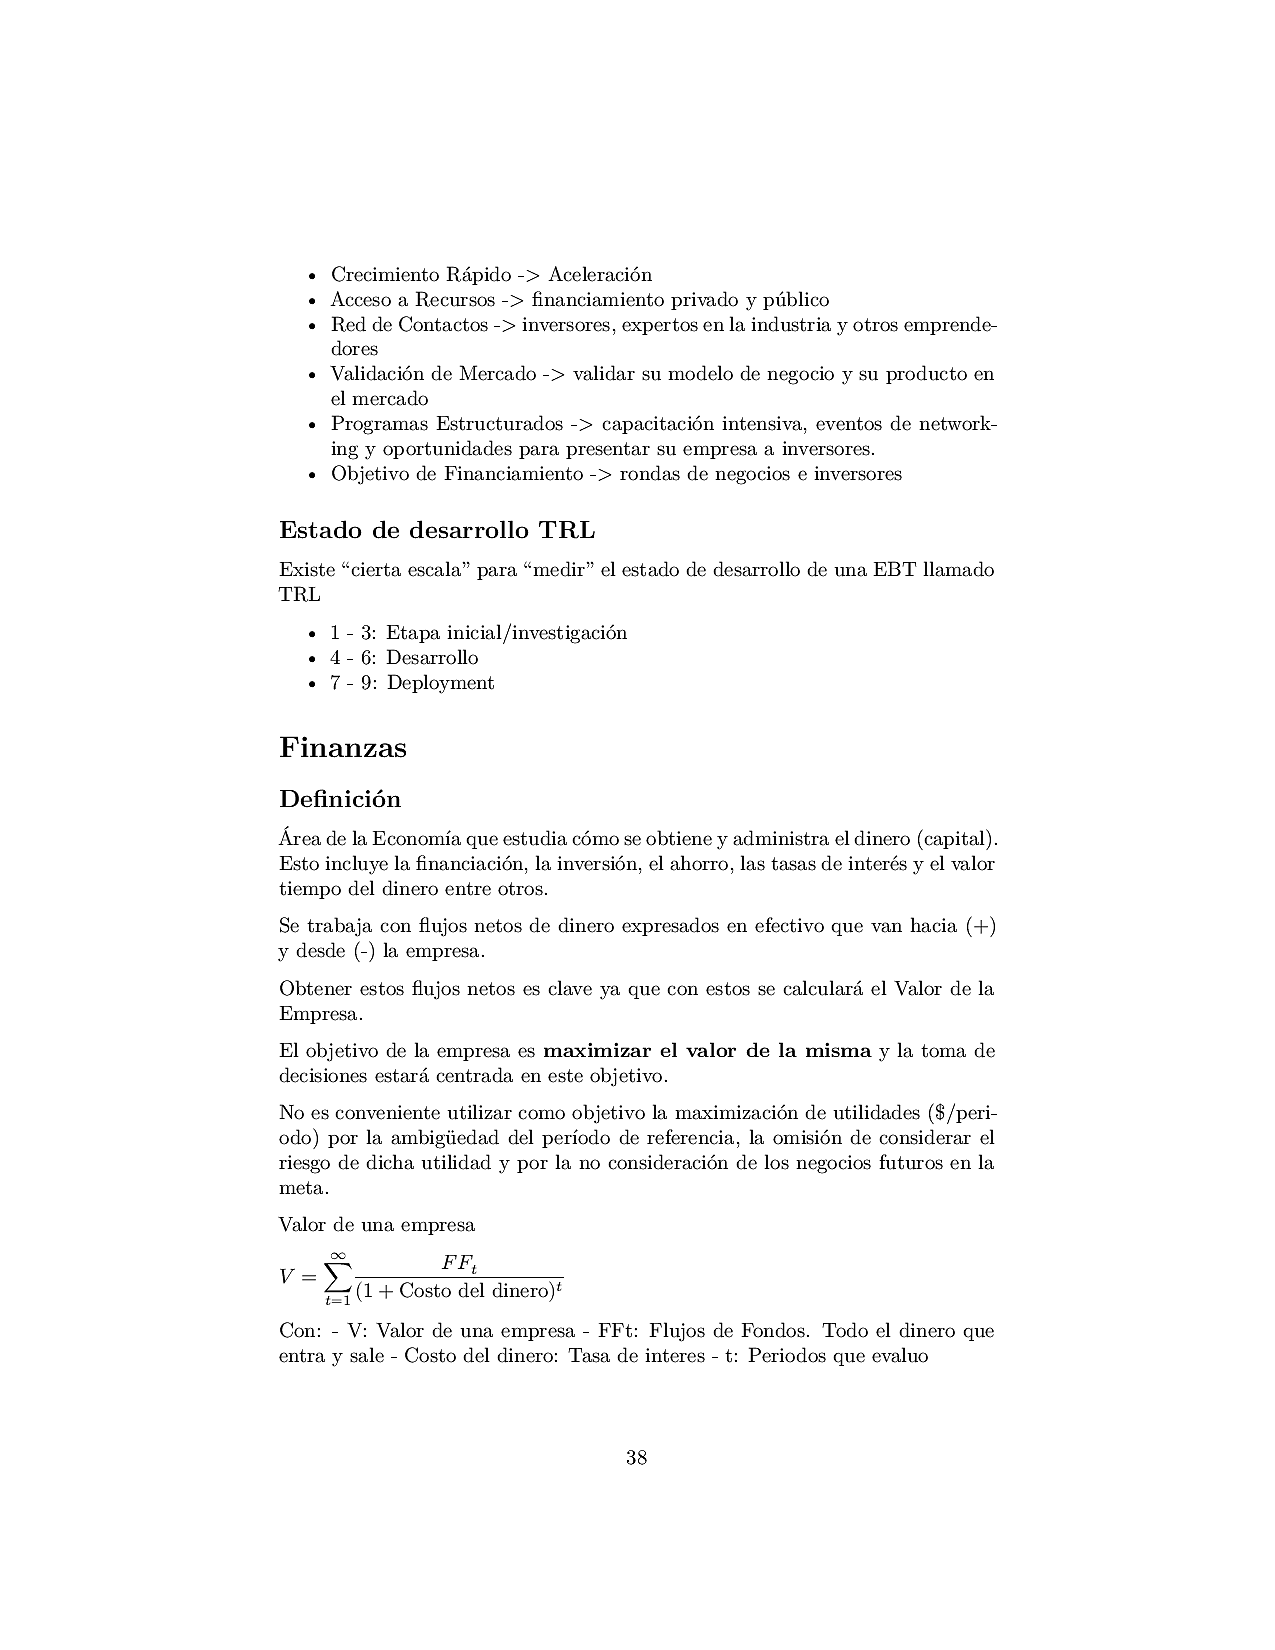 • Crecimiento Rápido -> Aceleración
• Acceso a Recursos -> financiamiento privado y público
• Red de Contactos -> inversores, expertos en la industria y otros emprende-
dores
• Validación de Mercado -> validar su modelo de negocio y su producto en
el mercado
• Programas Estructurados -> capacitación intensiva, eventos de network-
ing y oportunidades para presentar su empresa a inversores.
• Objetivo de Financiamiento -> rondas de negocios e inversores
Estado de desarrollo TRL
Existe “cierta escala” para “medir” el estado de desarrollo de una EBT llamado
TRL
• 1 - 3: Etapa inicial/investigación
• 4 - 6: Desarrollo
• 7 - 9: Deployment
Finanzas
Definición
Área de la Economía que estudia cómo se obtiene y administra el dinero (capital).
Esto incluye la financiación, la inversión, el ahorro, las tasas de interés y el valor
tiempo del dinero entre otros.
Se trabaja con flujos netos de dinero expresados en efectivo que van hacia (+)
y desde (-) la empresa.
Obtener estos flujos netos es clave ya que con estos se calculará el Valor de la
Empresa.
El objetivo de la empresa es maximizar el valor de la misma y la toma de
decisiones estará centrada en este objetivo.
No es conveniente utilizar como objetivo la maximización de utilidades ($/peri-
odo) por la ambigüedad del período de referencia, la omisión de considerar el
riesgo de dicha utilidad y por la no consideración de los negocios futuros en la
meta.
Valor de una empresa
V = ∑_{t=1}^{∞} FF_t / (1 + Costo del dinero)^t
Con: - V: Valor de una empresa - FFt: Flujos de Fondos. Todo el dinero que
entra y sale - Costo del dinero: Tasa de interes - t: Periodos que evaluo
38